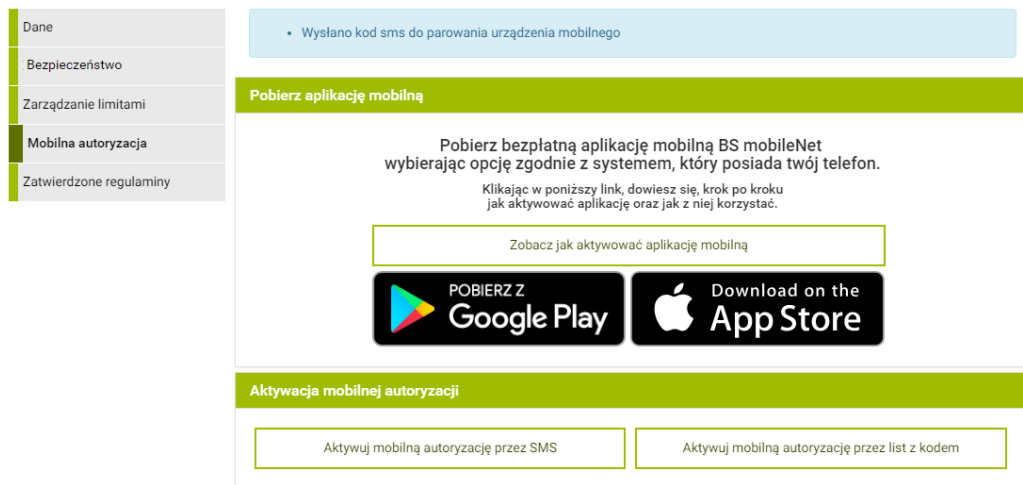 Dane
Bezpieczeństwo
Zarządzanie limitami
Mobilna autoryzacja
Zatwierdzone regulaminy
Wysłano kod sms do parowania urządzenia mobilnego
Pobierz aplikację mobilną
Pobierz bezpłatną aplikację mobilną BS mobileNet
wybierając opcję zgodnie z systemem, który posiada twój telefon.
Klikając w poniższy link, dowiesz się, krok po kroku
jak aktywować aplikację oraz jak z niej korzystać.
Zobacz jak aktywować aplikację mobilną
POBIERZ Z
Google Play
Download on the
App Store
Aktywacja mobilnej autoryzacji
Aktywuj mobilną autoryzację przez SMS
Aktywuj mobilną autoryzację przez list z kodem